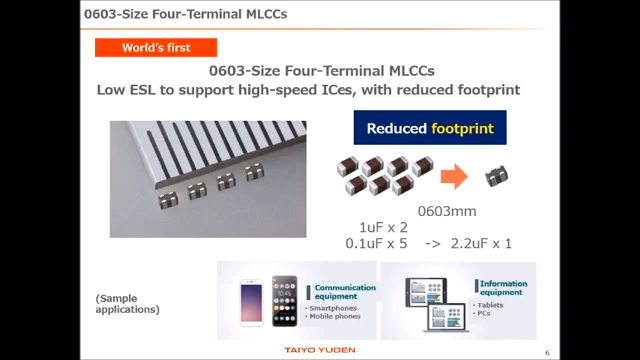 0603-Size Four-Terminal MLCCs
World's first
0603-Size Four-Terminal MLCCs
Low ESL to support high-speed ICes, with reduced footprint
Reduced footprint
0603mm
1uF x 2
0.1uF x 5 -> 2.2uF x 1
(Sample
applications)
Communication
equipment
- Smartphones
- Mobile phones
Information
equipment
- Tablets
- PCs
TAIYO YUDEN
6